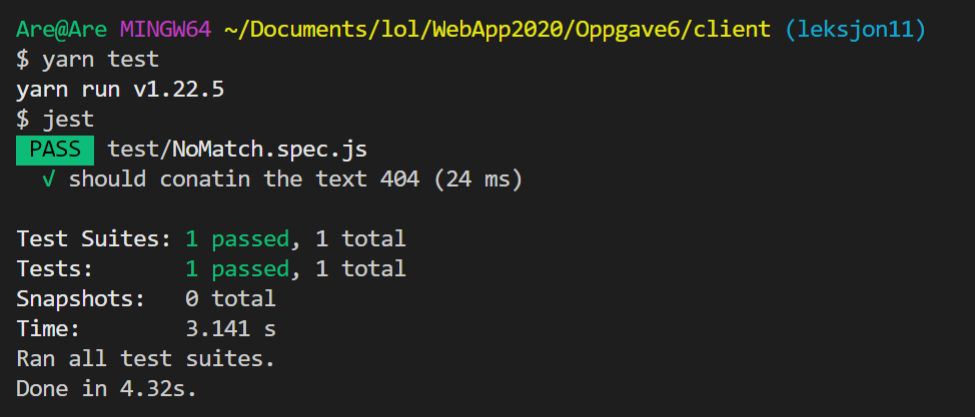 Are@Are MINGW64 ~/Documents/lol/WebApp2020/Oppgave6/client (leksjon11)
$ yarn test
yarn run v1.22.5
$ jest
PASS test/NoMatch.spec.js
√ should conatin the text 404 (24 ms)
Test Suites: 1 passed, 1 total
Tests: 1 passed, 1 total
Snapshots: 0 total
Time: 3.141 s
Ran all test suites.
Done in 4.32s.